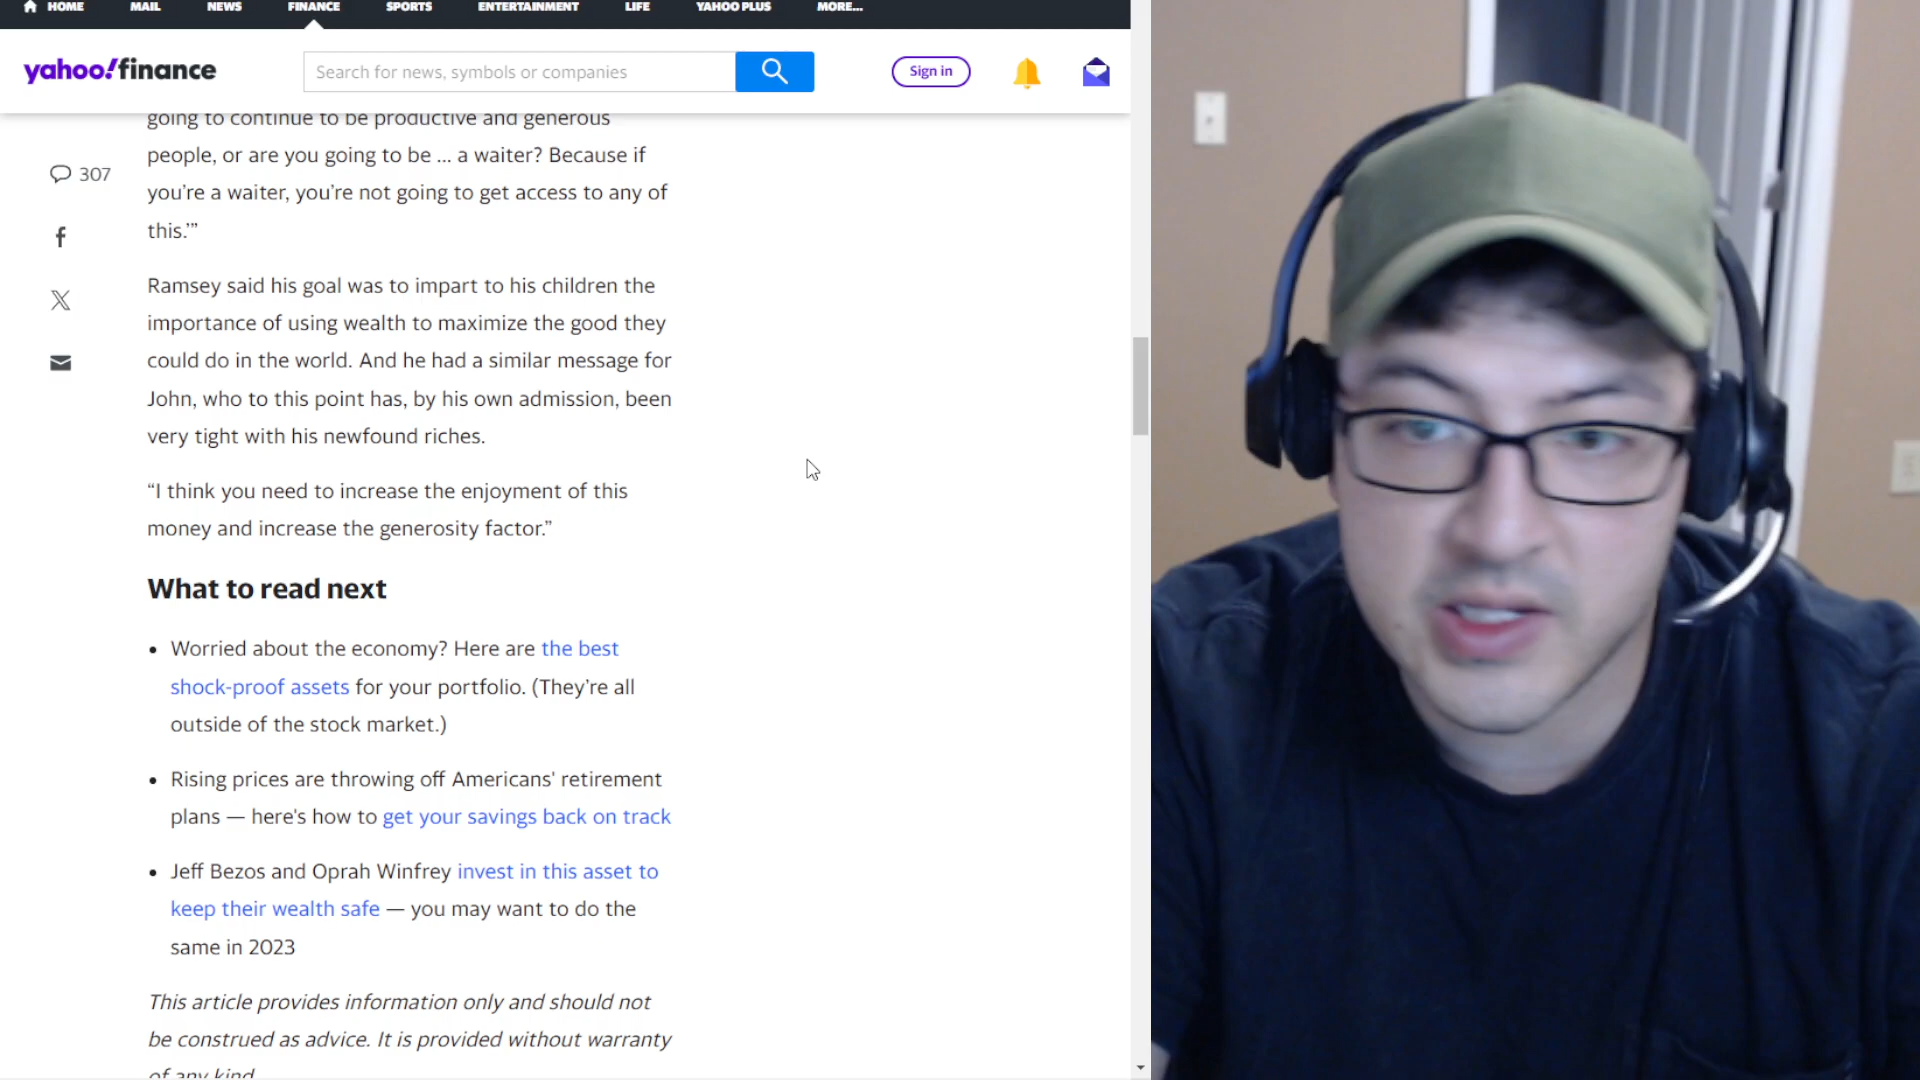 HOME MAIL NEWS FINANCE SPORTS ENTERTAINMENT LIFE YAHOO PLUS MORE...
yahoo!finance
Search for news, symbols or companies
Sign in
going to continue to be productive and generous
people, or are you going to be ... a waiter? Because if
you’re a waiter, you’re not going to get access to any of
this.’”
307
Ramsey said his goal was to impart to his children the
importance of using wealth to maximize the good they
could do in the world. And he had a similar message for
John, who to this point has, by his own admission, been
very tight with his newfound riches.
“I think you need to increase the enjoyment of this
money and increase the generosity factor.”
What to read next
• Worried about the economy? Here are the best
shock-proof assets for your portfolio. (They’re all
outside of the stock market.)
• Rising prices are throwing off Americans' retirement
plans — here's how to get your savings back on track
• Jeff Bezos and Oprah Winfrey invest in this asset to
keep their wealth safe — you may want to do the
same in 2023
This article provides information only and should not
be construed as advice. It is provided without warranty
of any kind.